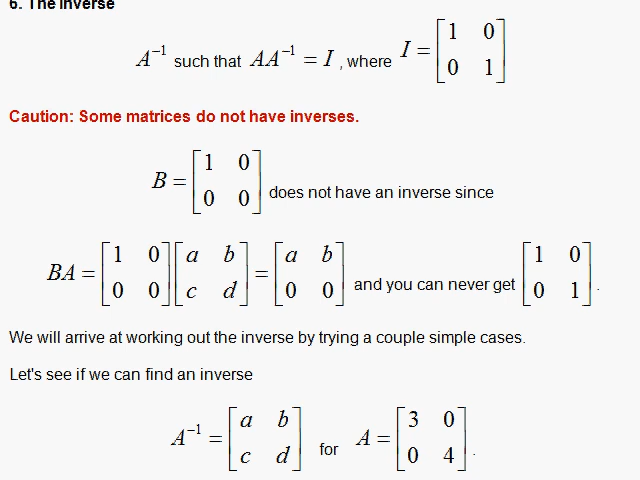 6. The Inverse
A⁻¹ such that AA⁻¹ = I , where I = [1 0; 0 1]
Caution: Some matrices do not have inverses.
B = [1 0; 0 0] does not have an inverse since
BA = [1 0; 0 0][a b; c d] = [a b; 0 0] and you can never get [1 0; 0 1].
We will arrive at working out the inverse by trying a couple simple cases.
Let's see if we can find an inverse
A⁻¹ = [a b; c d] for A = [3 0; 0 4].